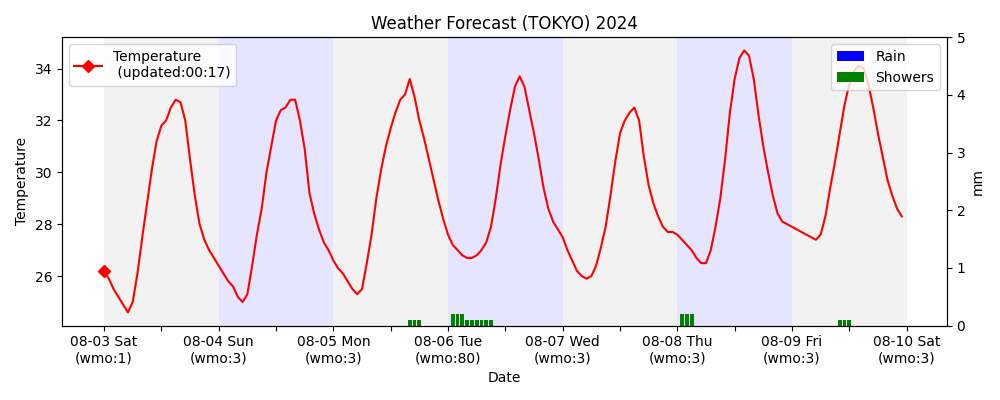 Weather Forecast (TOKYO) 2024
Temperature
(updated:00:17)
Rain
Showers
34
32
30
28
26
Temperature
5
4
3
2
1
0
mm
08-03 Sat
(wmo:1)
08-04 Sun
(wmo:3)
08-05 Mon
(wmo:3)
08-06 Tue
(wmo:80)
08-07 Wed
(wmo:3)
08-08 Thu
(wmo:3)
08-09 Fri
(wmo:3)
08-10 Sat
(wmo:3)
Date